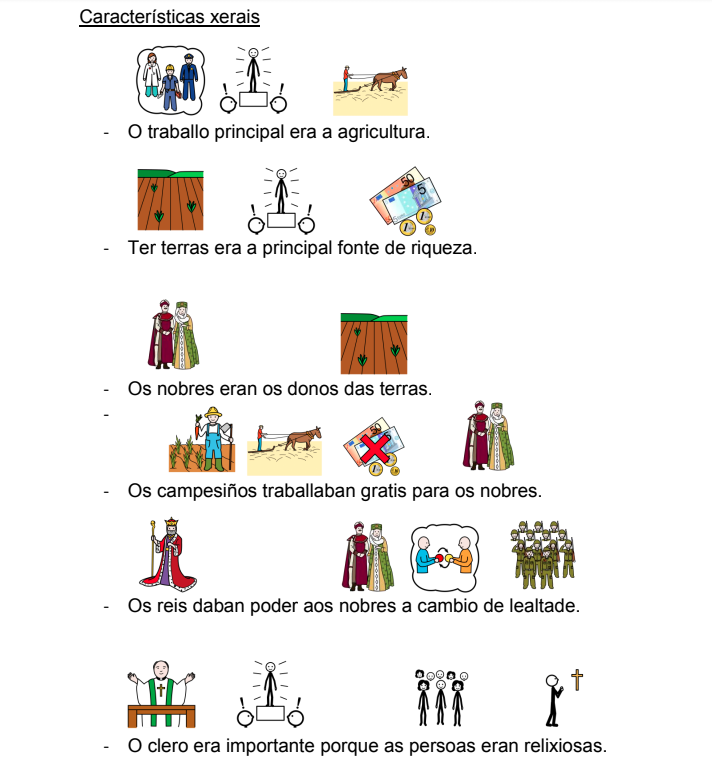 Características xerais
- O traballo principal era a agricultura.
- Ter terras era a principal fonte de riqueza.
- Os nobres eran os donos das terras.
-
- Os campesiños traballaban gratis para os nobres.
- Os reis daban poder aos nobres a cambio de lealtade.
- O clero era importante porque as persoas eran relixiosas.